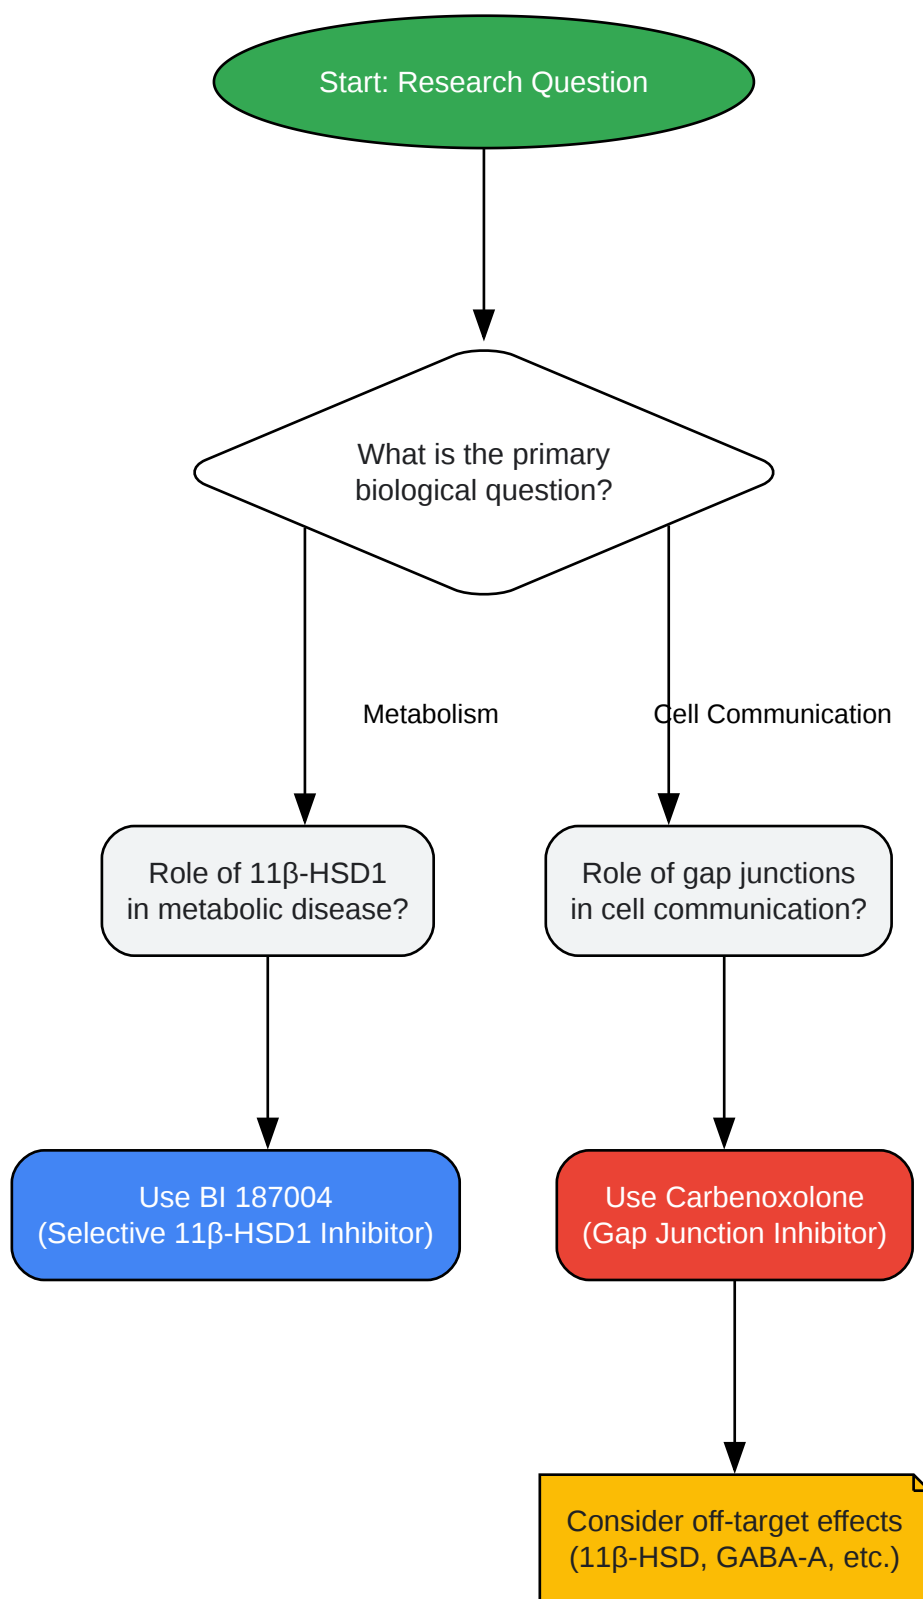 Start: Research Question
What is the primary
biological question?
Metabolism
Cell Communication
Role of 11β-HSD1
in metabolic disease?
Role of gap junctions
in cell communication?
Use BI 187004
(Selective 11β-HSD1 Inhibitor)
Use Carbenoxolone
(Gap Junction Inhibitor)
Consider off-target effects
(11β-HSD, GABA-A, etc.)